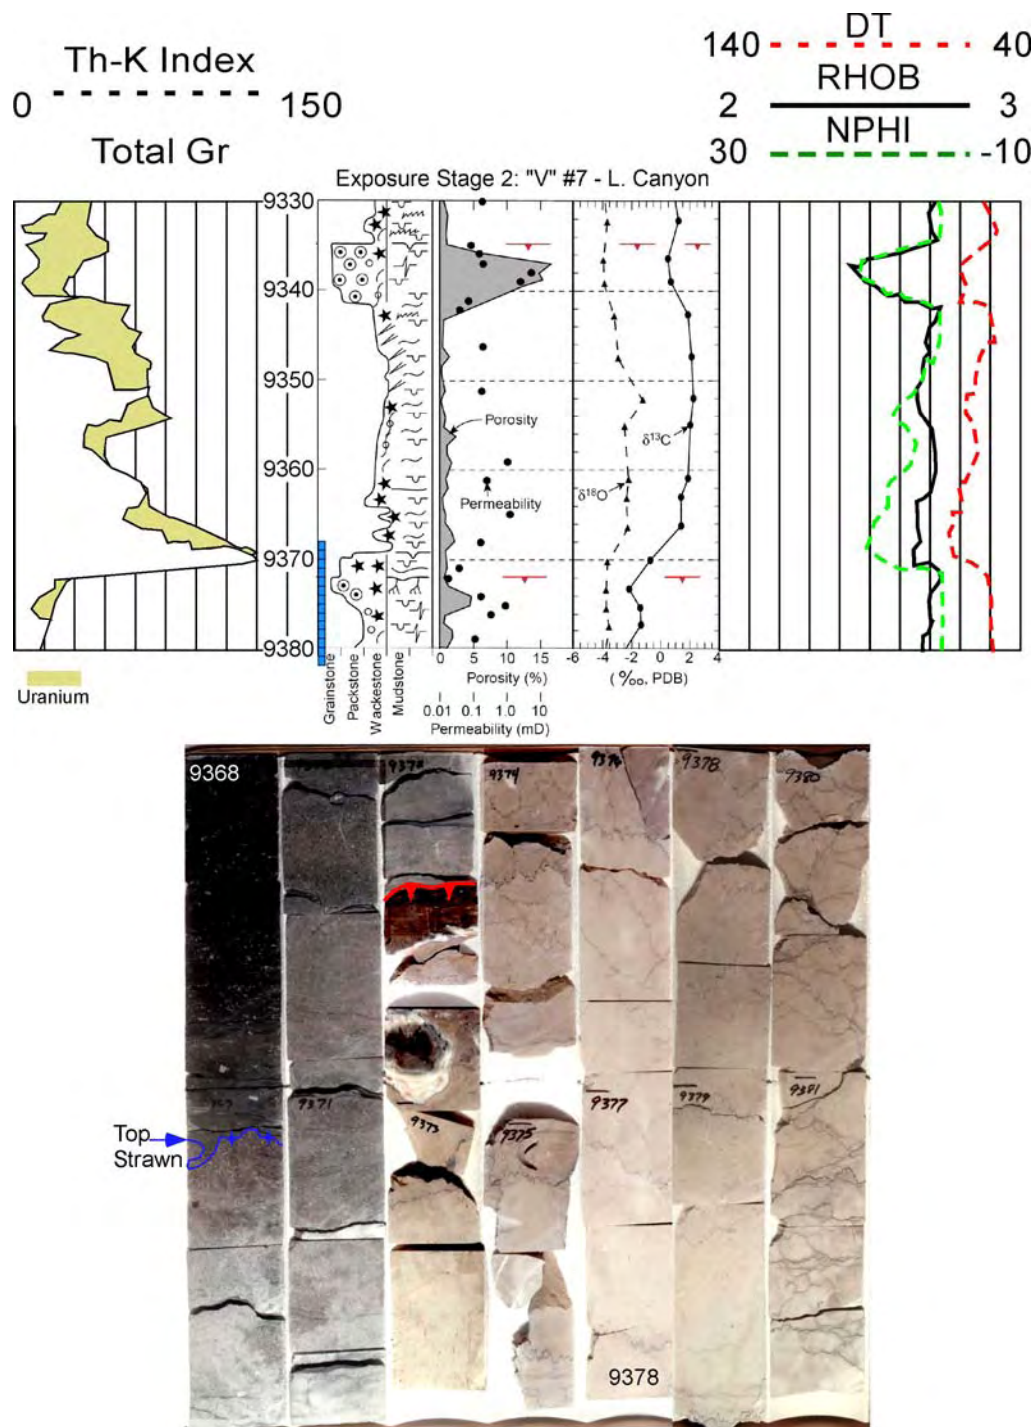 Th-K Index
0 150
Total Gr
DT
140 40
RHOB
2 3
NPHI
30 -10
Exposure Stage 2: "V" #7 - L. Canyon
9330
9340
9350
9360
9370
9380
Porosity
Permeability
δ13C
δ18O
Uranium
Grainstone
Packstone
Wackestone
Mudstone
0 5 10 15
Porosity (%)
0.01 0.1 1.0 10
Permeability (mD)
-6 -4 -2 0 2 4
( ‰, PDB)
9368
9374
9378
9380
9371
9373
9375
9377
9379
9381
Top
Strawn
9378